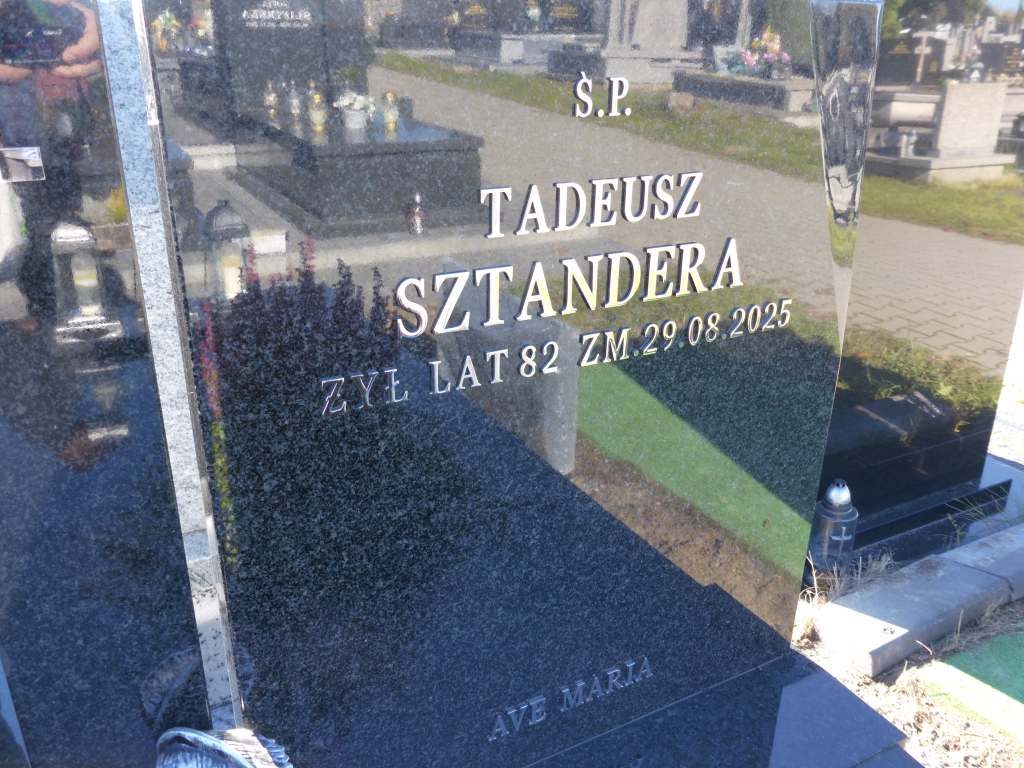 Ś.P.
TADEUSZ
SZTANDERA
ŻYŁ LAT 82 ZM.29.08.2025
AVE MARIA